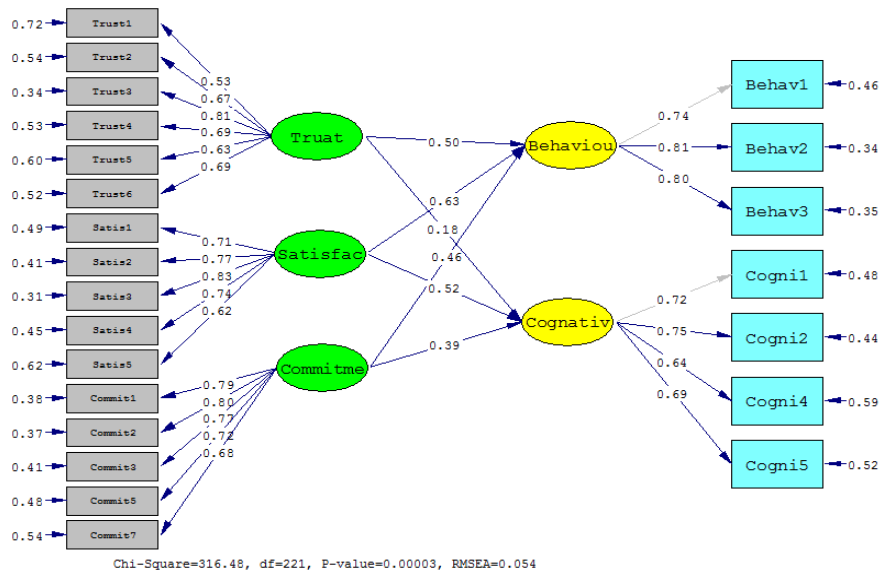 0.72 Trust1
0.54 Trust2
0.34 Trust3
0.53 Trust4
0.60 Trust5
0.52 Trust6
0.49 Satis1
0.41 Satis2
0.31 Satis3
0.45 Satis4
0.62 Satis5
0.38 Commit1
0.37 Commit2
0.41 Commit3
0.48 Commit5
0.54 Commit7
0.53
0.67
0.81
0.69
0.63
0.69
0.71
0.77
0.83
0.74
0.62
0.79
0.80
0.77
0.72
0.68
Truat
Satisfac
Commitme
0.50
0.63
0.18
0.46
0.52
0.39
Behaviou
Cognativ
0.74
0.81
0.80
0.72
0.75
0.64
0.69
Behav1 0.46
Behav2 0.34
Behav3 0.35
Cogni1 0.48
Cogni2 0.44
Cogni4 0.59
Cogni5 0.52
Chi-Square=316.48, df=221, P-value=0.00003, RMSEA=0.054